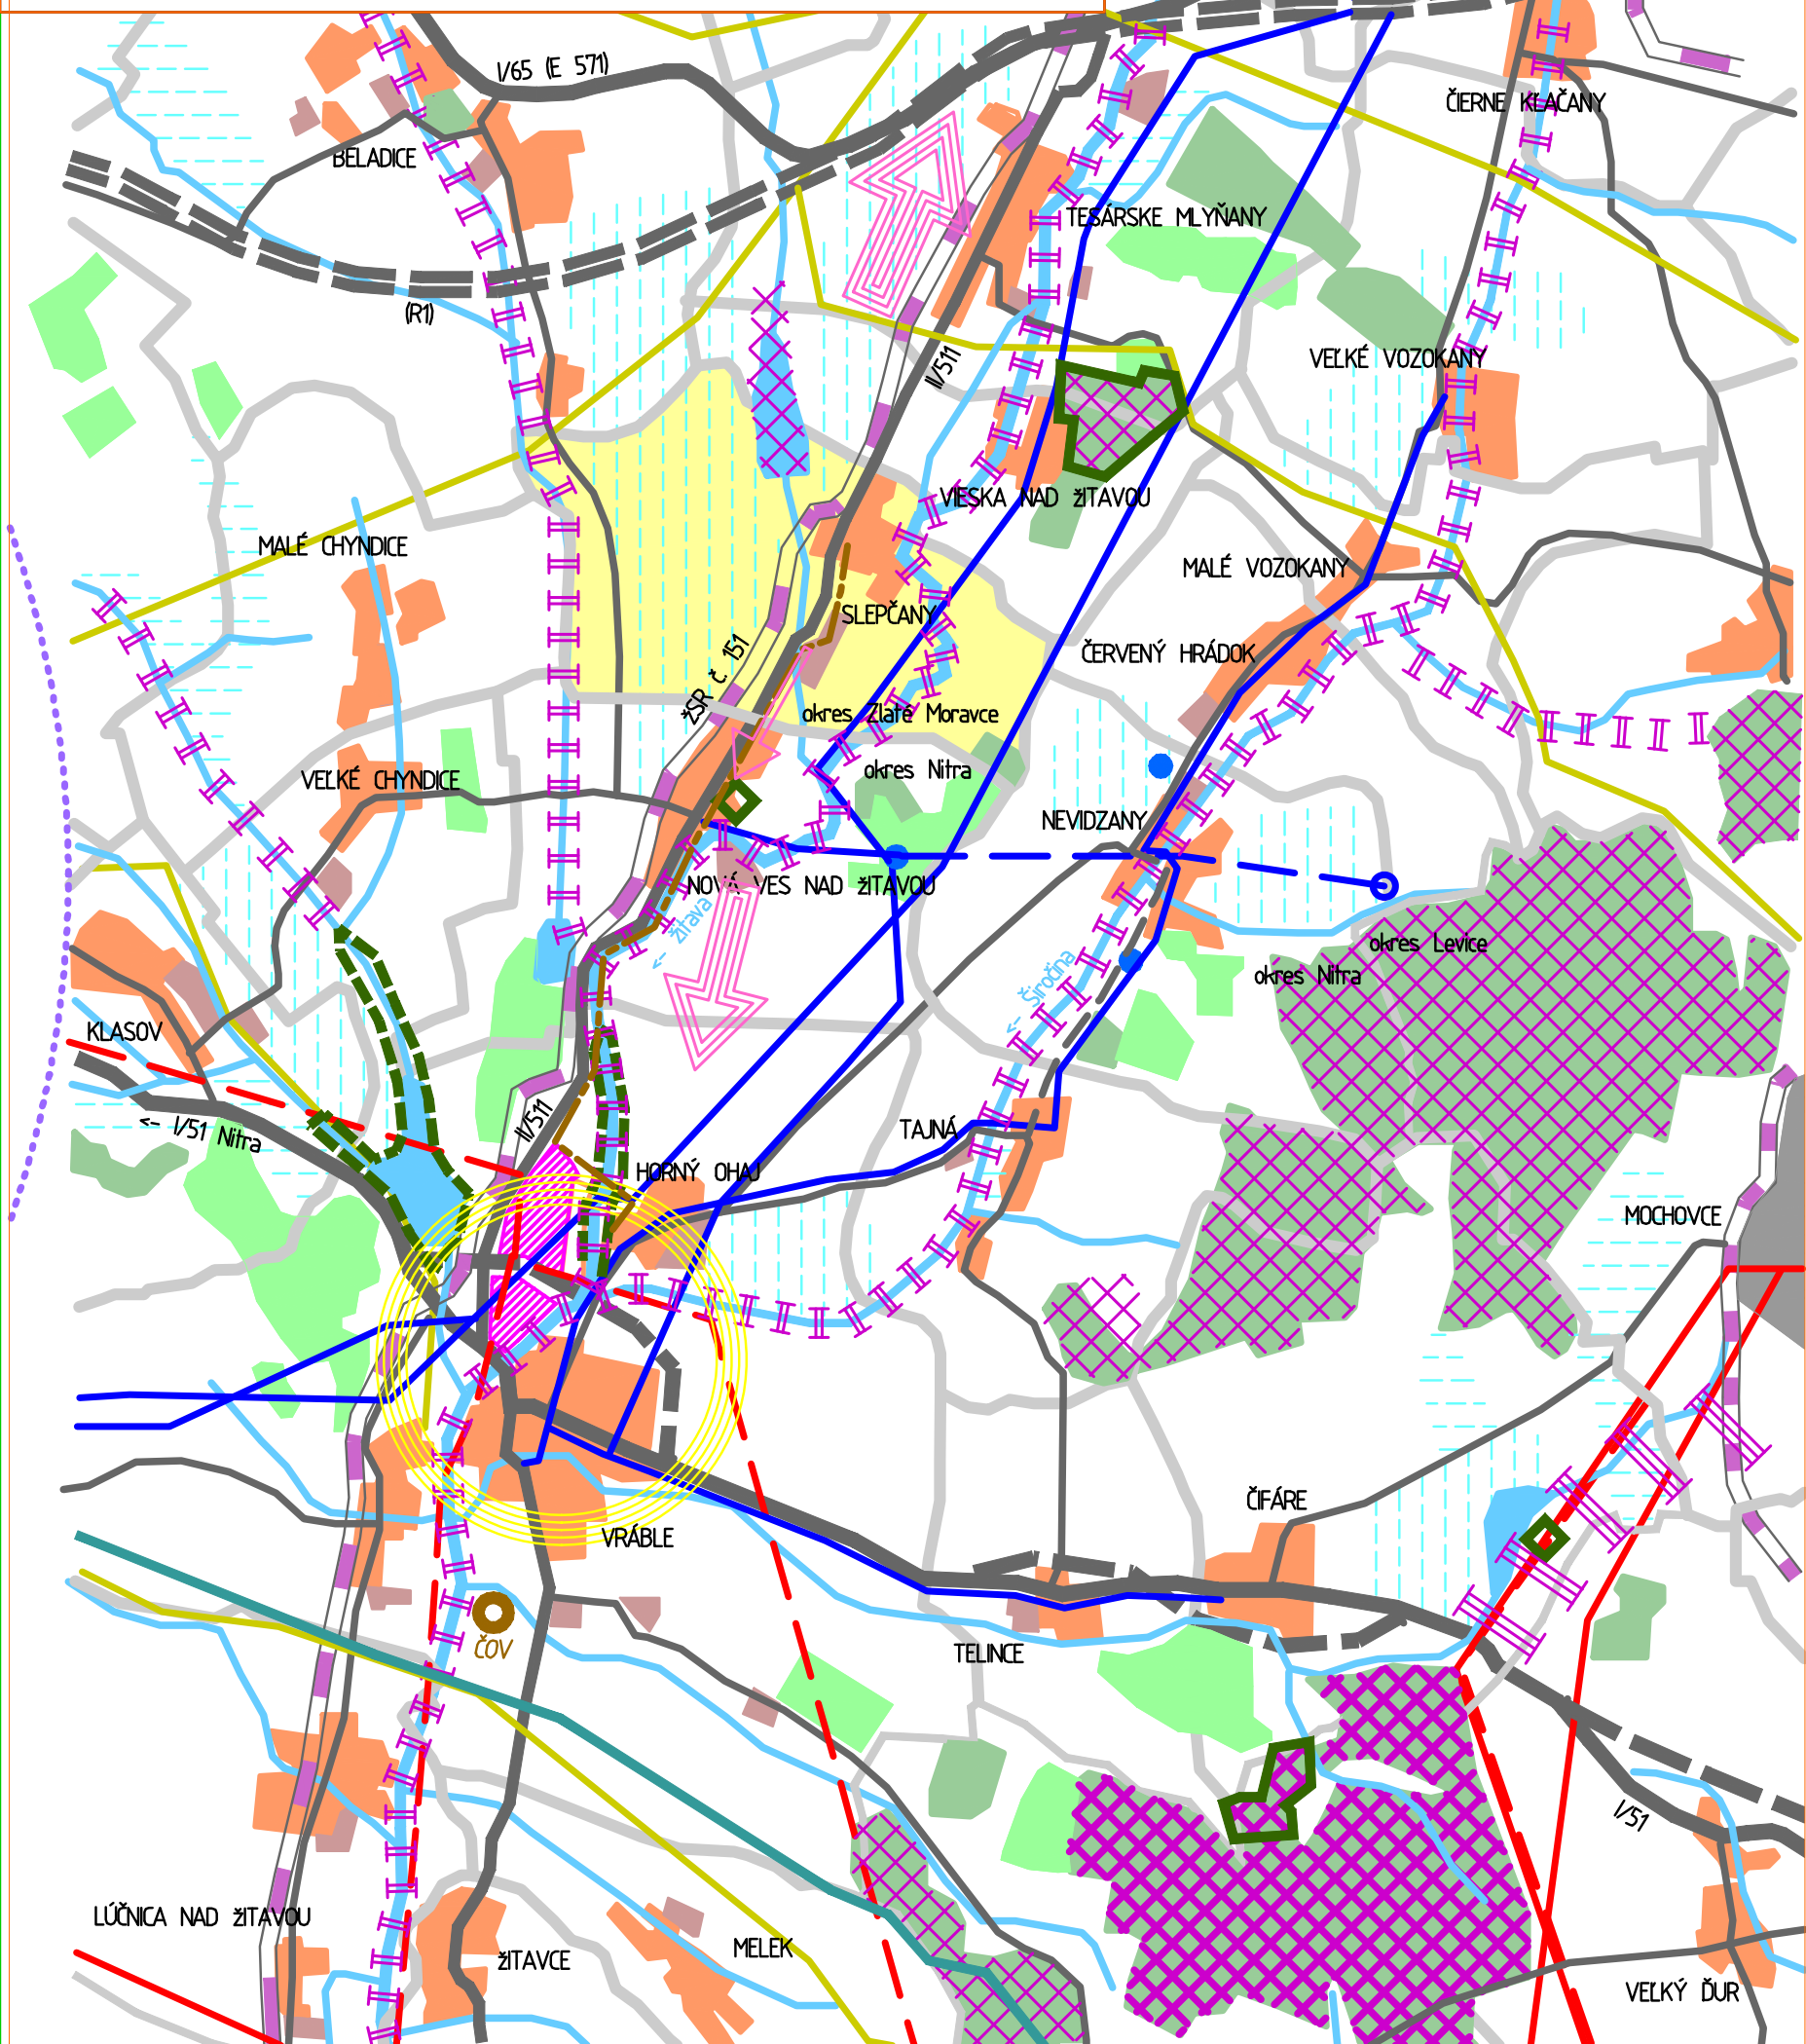 I/65 (E 571)
ČIERNE KĽAČANY
BELADICE
TESÁRSKE MLYŇANY
(R1)
II/511
VEĽKÉ VOZOKANY
VIESKA NAD ŽITAVOU
MALÉ CHYNDICE
MALÉ VOZOKANY
SLEPČANY
ČERVENÝ HRÁDOK
ŽSR č. 151
okres Zlaté Moravce
okres Nitra
VEĽKÉ CHYNDICE
NEVIDZANY
NOVÁ VES NAD ŽITAVOU
<- Žitava
okres Levice
okres Nitra
<- Širočina
KLASOV
II/511
<- I/51 Nitra
TAJNÁ
HORNÝ OHAJ
MOCHOVCE
ČIFÁRE
VRÁBLE
ČOV
TELINCE
I/51
LÚČNICA NAD ŽITAVOU
ŽITAVCE
MELEK
VEĽKÝ ĎUR